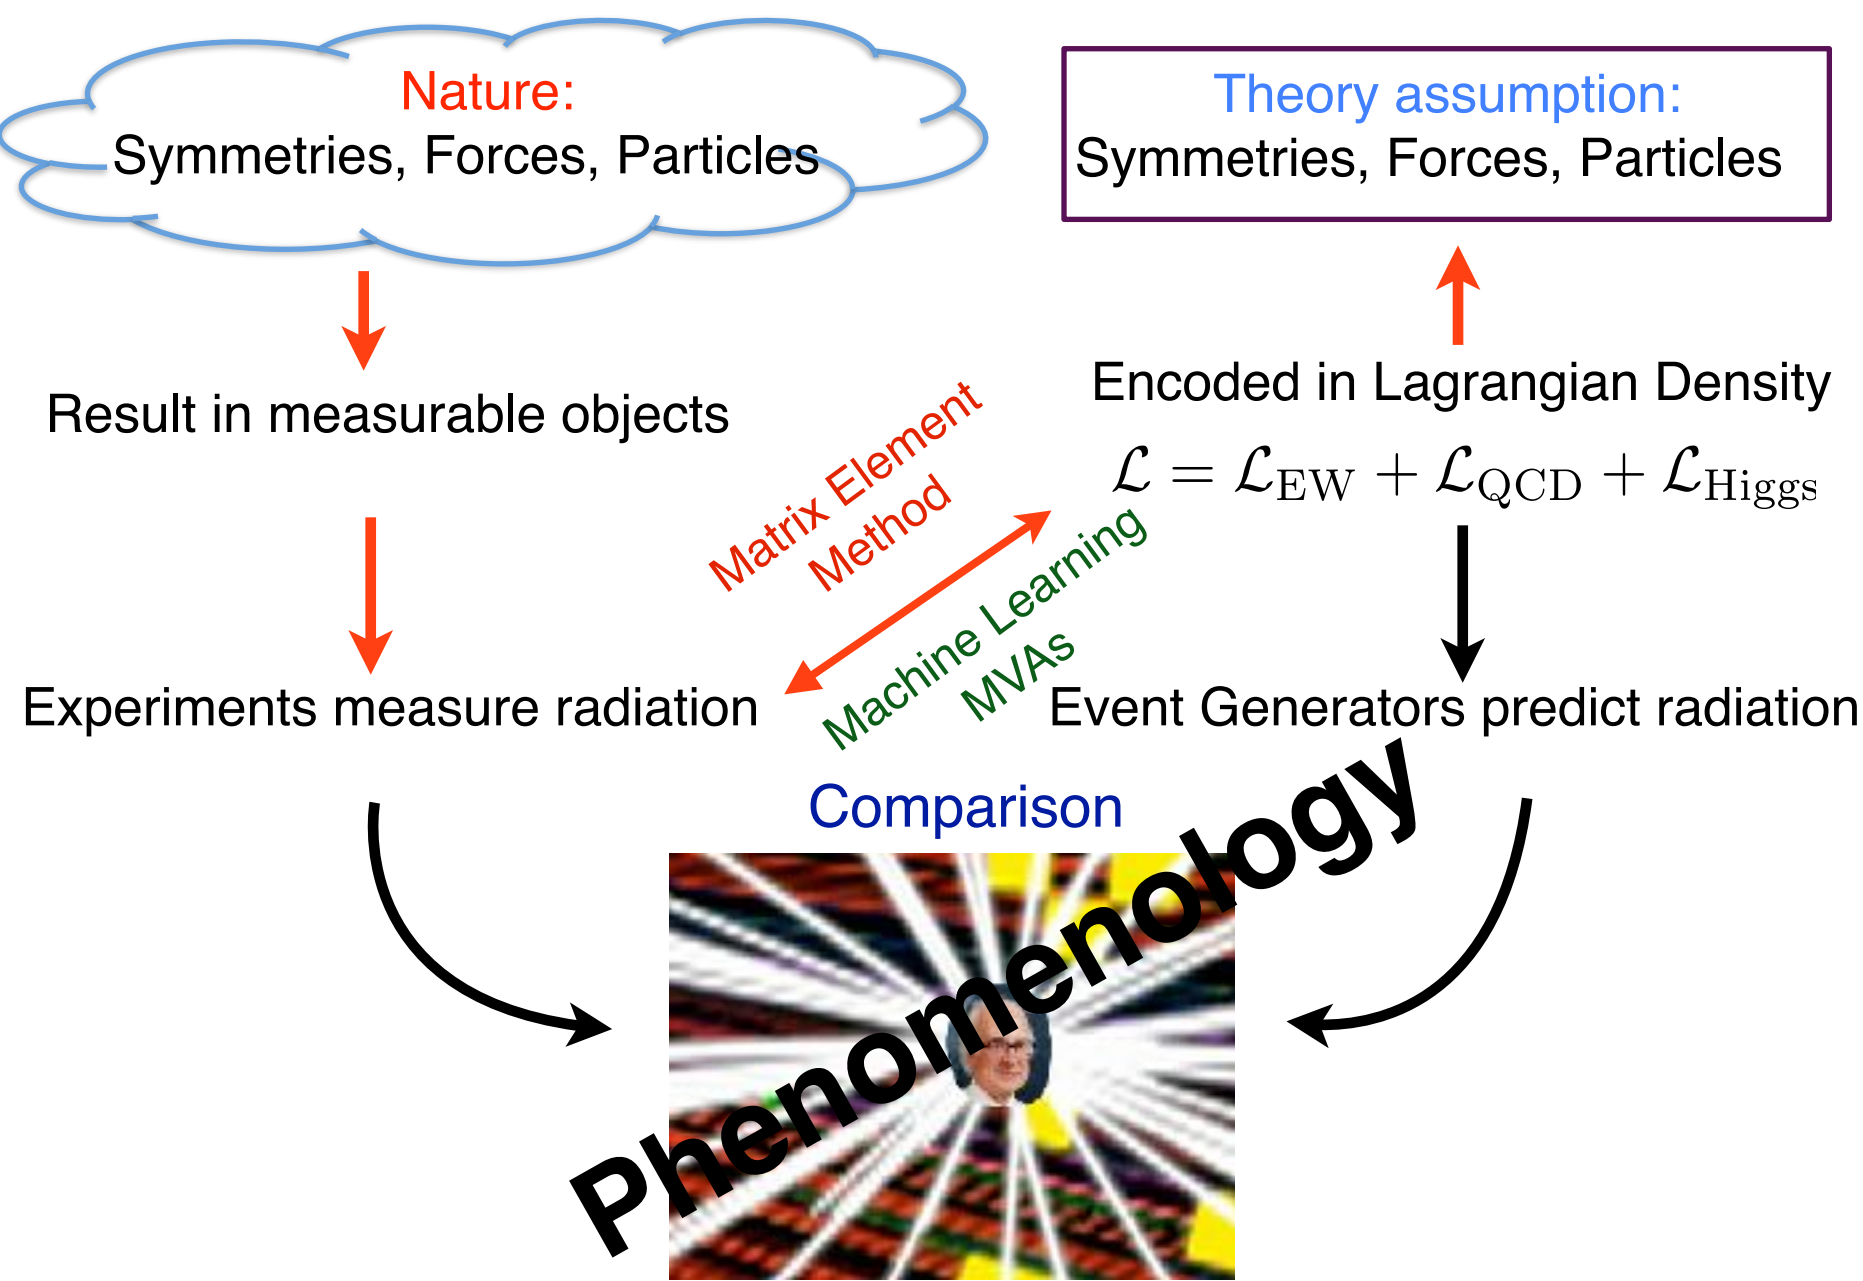 Nature:
Symmetries, Forces, Particles
Theory assumption:
Symmetries, Forces, Particles
Result in measurable objects
Encoded in Lagrangian Density
ℒ = ℒ_EW + ℒ_QCD + ℒ_Higgs
Matrix Element
Method
Machine Learning
MVAs
Experiments measure radiation
Event Generators predict radiation
Comparison
Phenomenology